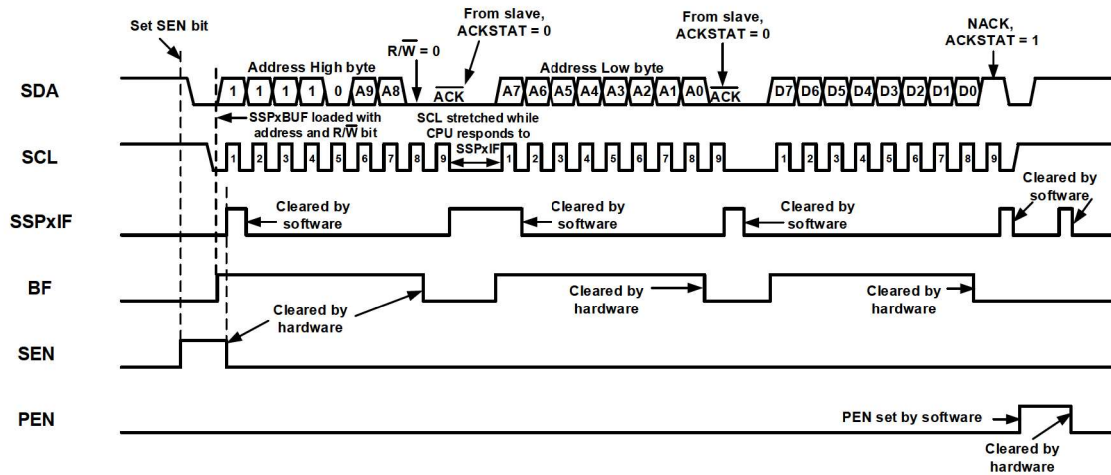 Set SEN bit
From slave,
ACKSTAT = 0
R/W̅ = 0
From slave,
ACKSTAT = 0
NACK,
ACKSTAT = 1
SDA
Address High byte
1 1 1 1 0 A9 A8
A̅C̅K̅
Address Low byte
A7 A6 A5 A4 A3 A2 A1 A0
A̅C̅K̅
D7 D6 D5 D4 D3 D2 D1 D0
SSPxBUF loaded with
address and R/W̅ bit
SCL stretched while
CPU responds to
SSPxIF
SCL
1 2 3 4 5 6 7 8 9
1 2 3 4 5 6 7 8 9
1 2 3 4 5 6 7 8 9
SSPxIF
Cleared by
software
Cleared by
software
Cleared by
software
Cleared by
software
BF
Cleared by
hardware
Cleared by
hardware
Cleared by
hardware
SEN
PEN
PEN set by software
Cleared by
hardware